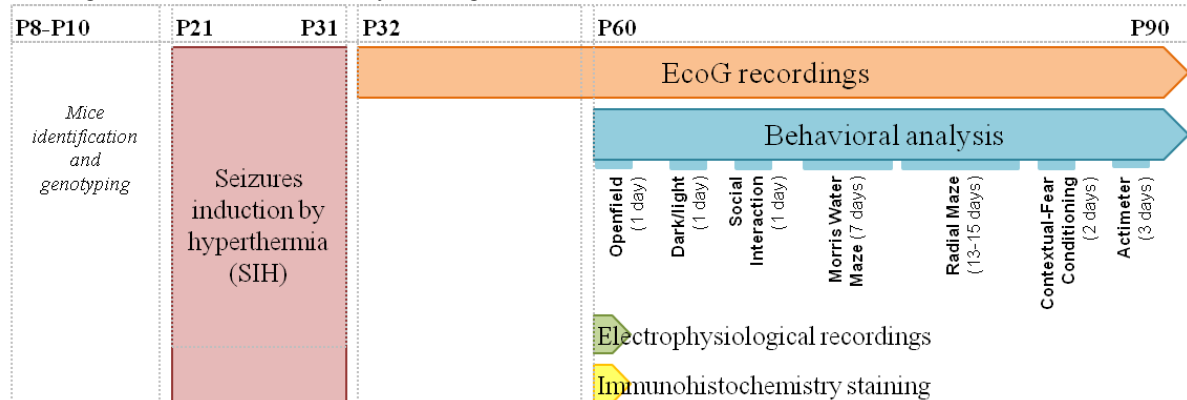 P8-P10 P21 P31 P32 P60 P90
EcoG recordings
Mice
identification
and
genotyping
Seizures
induction by
hyperthermia
(SIH)
Behavioral analysis
Openfield
(1 day)
Dark/light
(1 day)
Social
Interaction
(1 day)
Morris Water
Maze (7 days)
Radial Maze
(13-15 days)
Contextual-Fear
Conditioning
(2 days)
Actimeter
(3 days)
Electrophysiological recordings
Immunohistochemistry staining